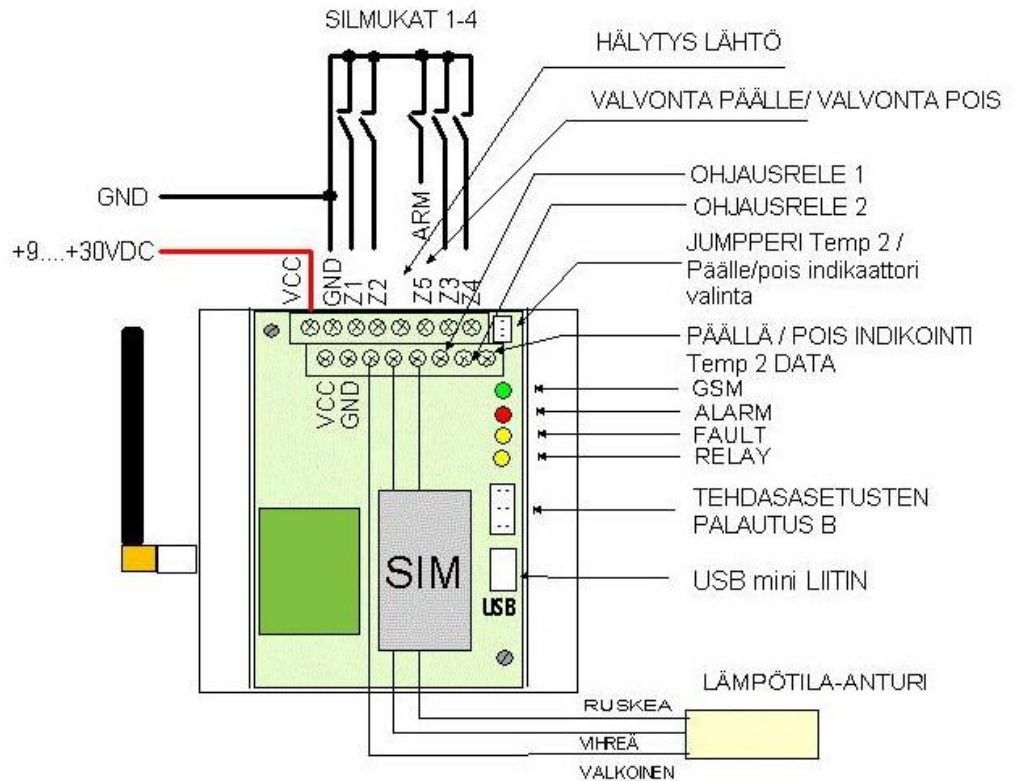 SILMUKAT 1-4
HÄLYTYS LÄHTÖ
VALVONTA PÄÄLLE/ VALVONTA POIS
GND
ARM
OHJAUSRELE 1
OHJAUSRELE 2
+9....+30VDC
JUMPPERI Temp 2 /
Päälle/pois indikaattori
valinta
VCC
GND
Z1
Z2
Z5
Z3
Z4
PÄÄLLÄ / POIS INDIKOINTI
Temp 2 DATA
VCC
GND
GSM
ALARM
FAULT
RELAY
TEHDASASETUSTEN
PALAUTUS B
SIM
USB mini LIITIN
USB
LÄMPÖTILA-ANTURI
RUSKEA
VIHREÄ
VALKOINEN